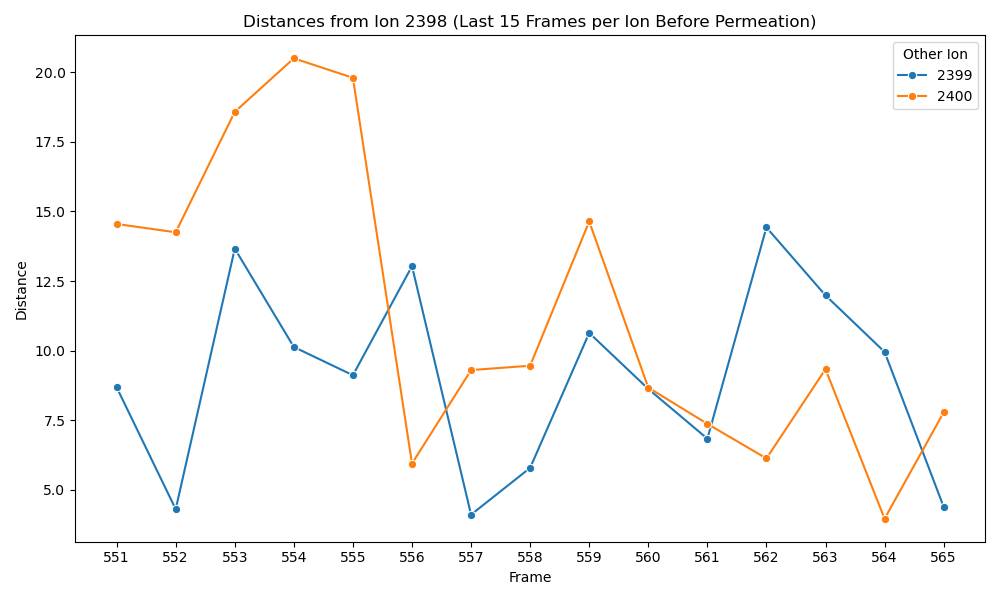 Distances from Ion 2398 (Last 15 Frames per Ion Before Permeation)
Other Ion
2399
2400
Distance
20.0
17.5
15.0
12.5
10.0
7.5
5.0
551 552 553 554 555 556 557 558 559 560 561 562 563 564 565
Frame